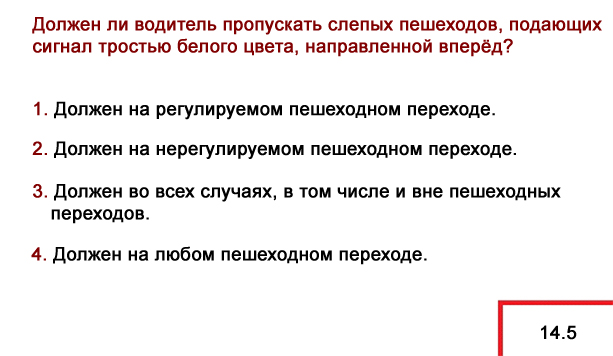 Должен ли водитель пропускать слепых пешеходов, подающих
сигнал тростью белого цвета, направленной вперёд?
1. Должен на регулируемом пешеходном переходе.
2. Должен на нерегулируемом пешеходном переходе.
3. Должен во всех случаях, в том числе и вне пешеходных
переходов.
4. Должен на любом пешеходном переходе.
14.5